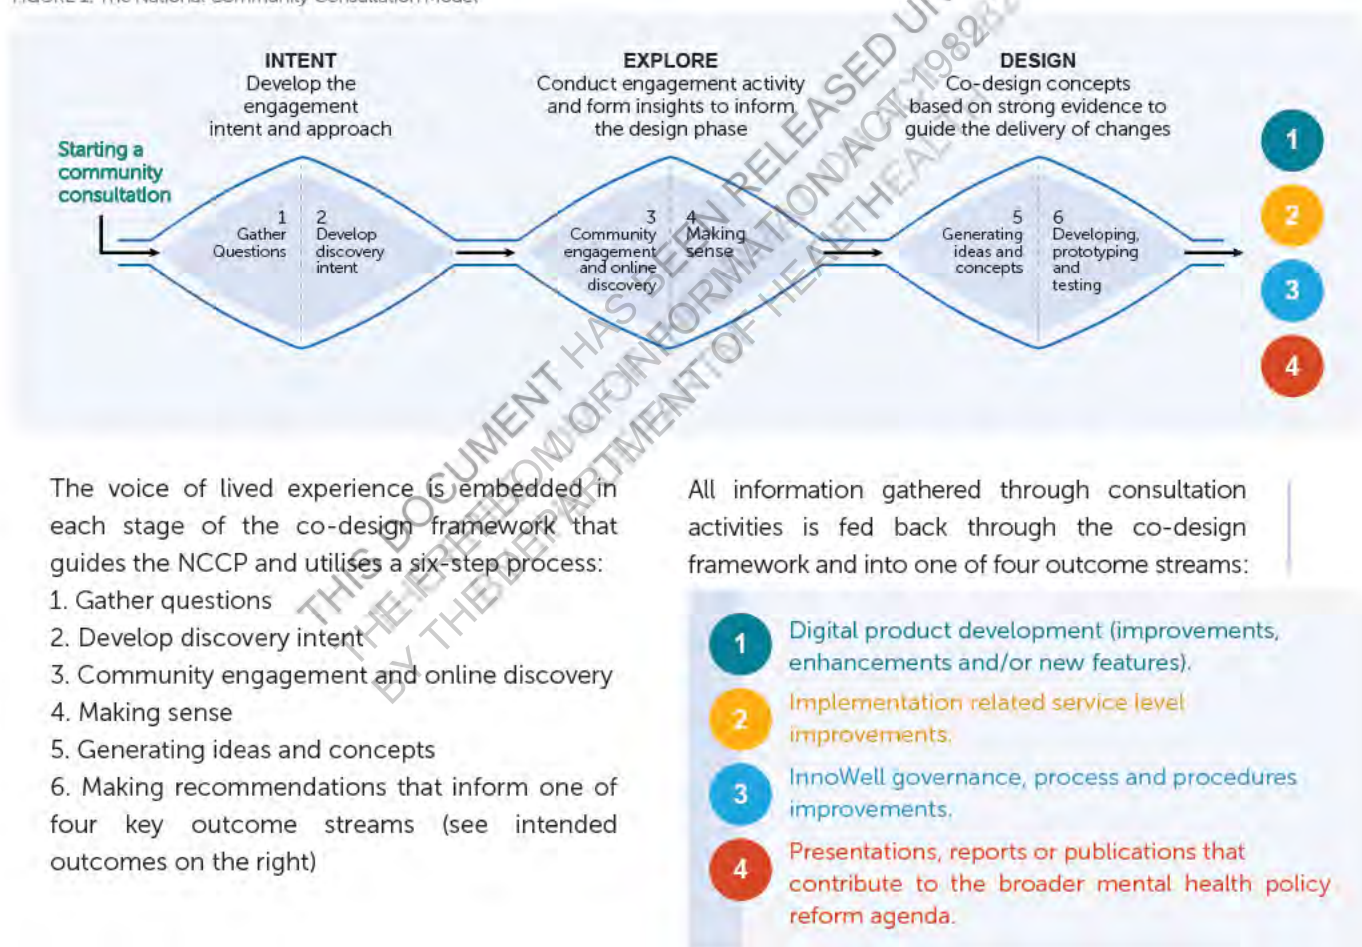 FIGURE 1. The National Community Consultation Model
INTENT
Develop the
engagement
intent and approach
EXPLORE
Conduct engagement activity
and form insights to inform
the design phase
DESIGN
Co-design concepts
based on strong evidence to
guide the delivery of changes
Starting a
community
consultation
1
Gather
Questions
2
Develop
discovery
intent
3
Community
engagement
and online
discovery
4
Making
sense
5
Generating
ideas and
concepts
6
Developing,
prototyping
and
testing
1
2
3
4
THIS DOCUMENT HAS BEEN RELEASED UN
THE FREEDOM OF INFORMATION ACT 1982
BY THE DEPARTMENT OF HEALTH
The voice of lived experience is embedded in
each stage of the co-design framework that
guides the NCCP and utilises a six-step process:
1. Gather questions
2. Develop discovery intent
3. Community engagement and online discovery
4. Making sense
5. Generating ideas and concepts
6. Making recommendations that inform one of
four key outcome streams (see intended
outcomes on the right)
All information gathered through consultation
activities is fed back through the co-design
framework and into one of four outcome streams:
1
Digital product development (improvements,
enhancements and/or new features).
2
Implementation related service level
improvements.
3
InnoWell governance, process and procedures
improvements.
4
Presentations, reports or publications that
contribute to the broader mental health policy
reform agenda.